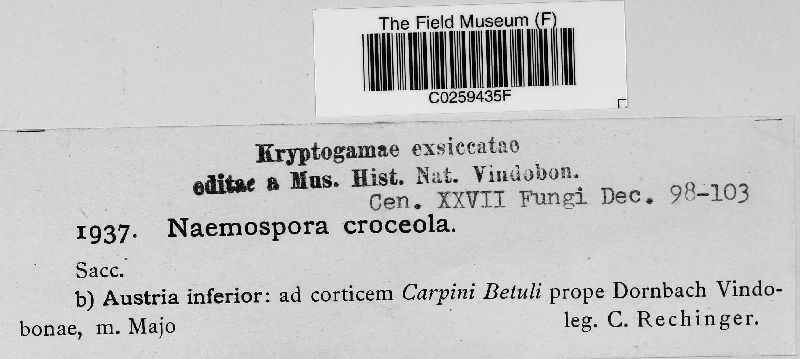 The Field Museum (F)
C0259435F
Kryptogamae exsiccatae
editae a Mus. Hist. Nat. Vindobon.
Cen. XXVII Fungi Dec. 98-103
1937. Naemospora croceola.
Sacc.
b) Austria inferior: ad corticem Carpini Betuli prope Dornbach Vindo-
bonae, m. Majo leg. C. Rechinger.